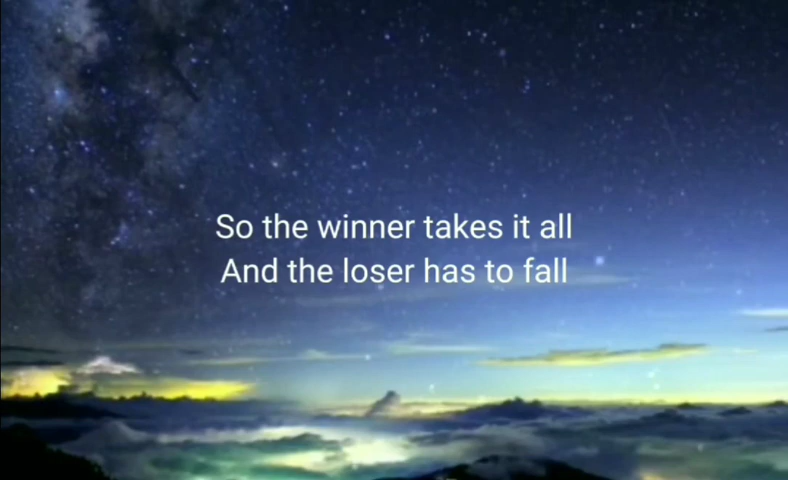 So the winner takes it all
And the loser has to fall